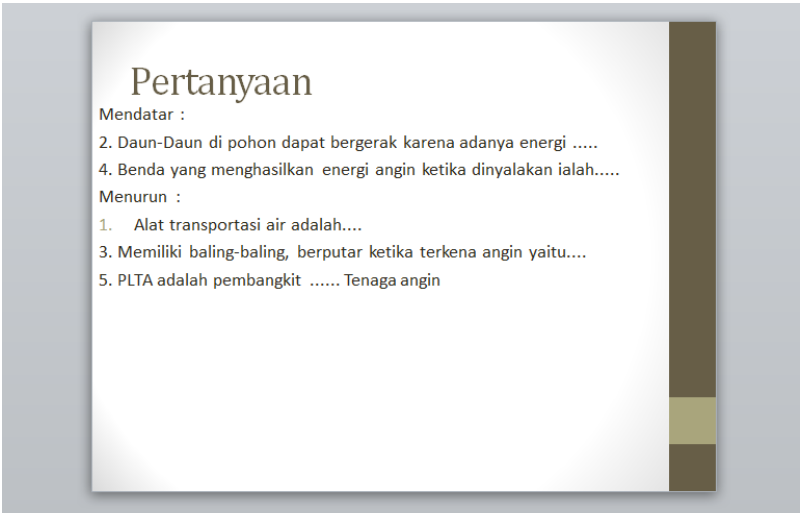 Pertanyaan
Mendatar :
2. Daun-Daun di pohon dapat bergerak karena adanya energi .....
4. Benda yang menghasilkan energi angin ketika dinyalakan ialah.....
Menurun :
1. Alat transportasi air adalah....
3. Memiliki baling-baling, berputar ketika terkena angin yaitu....
5. PLTA adalah pembangkit ...... Tenaga angin